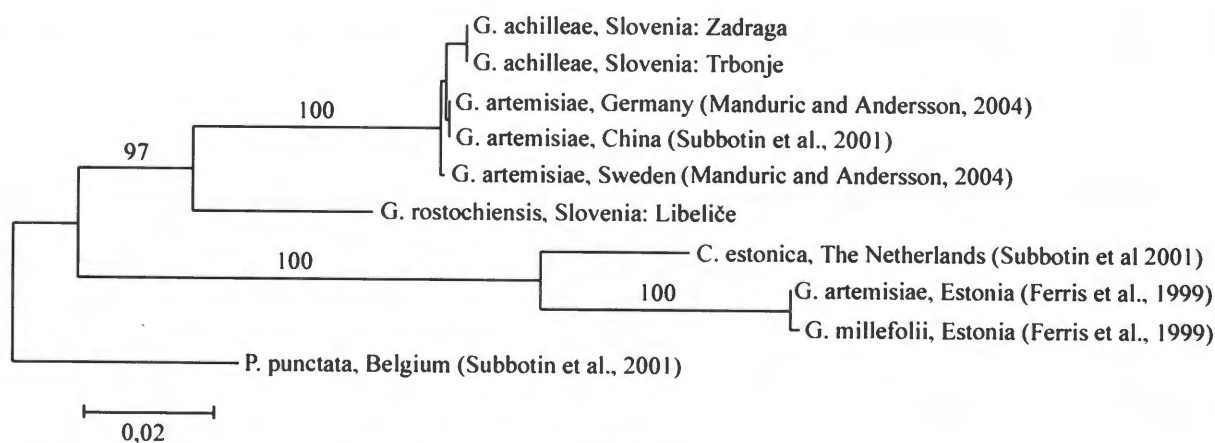 G. achilleae, Slovenia: Zadraga
G. achilleae, Slovenia: Trbonje
100
G. artemisiae, Germany (Manduric and Andersson, 2004)
G. artemisiae, China (Subbotin et al., 2001)
97
G. artemisiae, Sweden (Manduric and Andersson, 2004)
G. rostochiensis, Slovenia: Libeliče
C. estonica, The Netherlands (Subbotin et al 2001)
100
100
G. artemisiae, Estonia (Ferris et al., 1999)
G. millefolii, Estonia (Ferris et al., 1999)
P. punctata, Belgium (Subbotin et al., 2001)
0,02